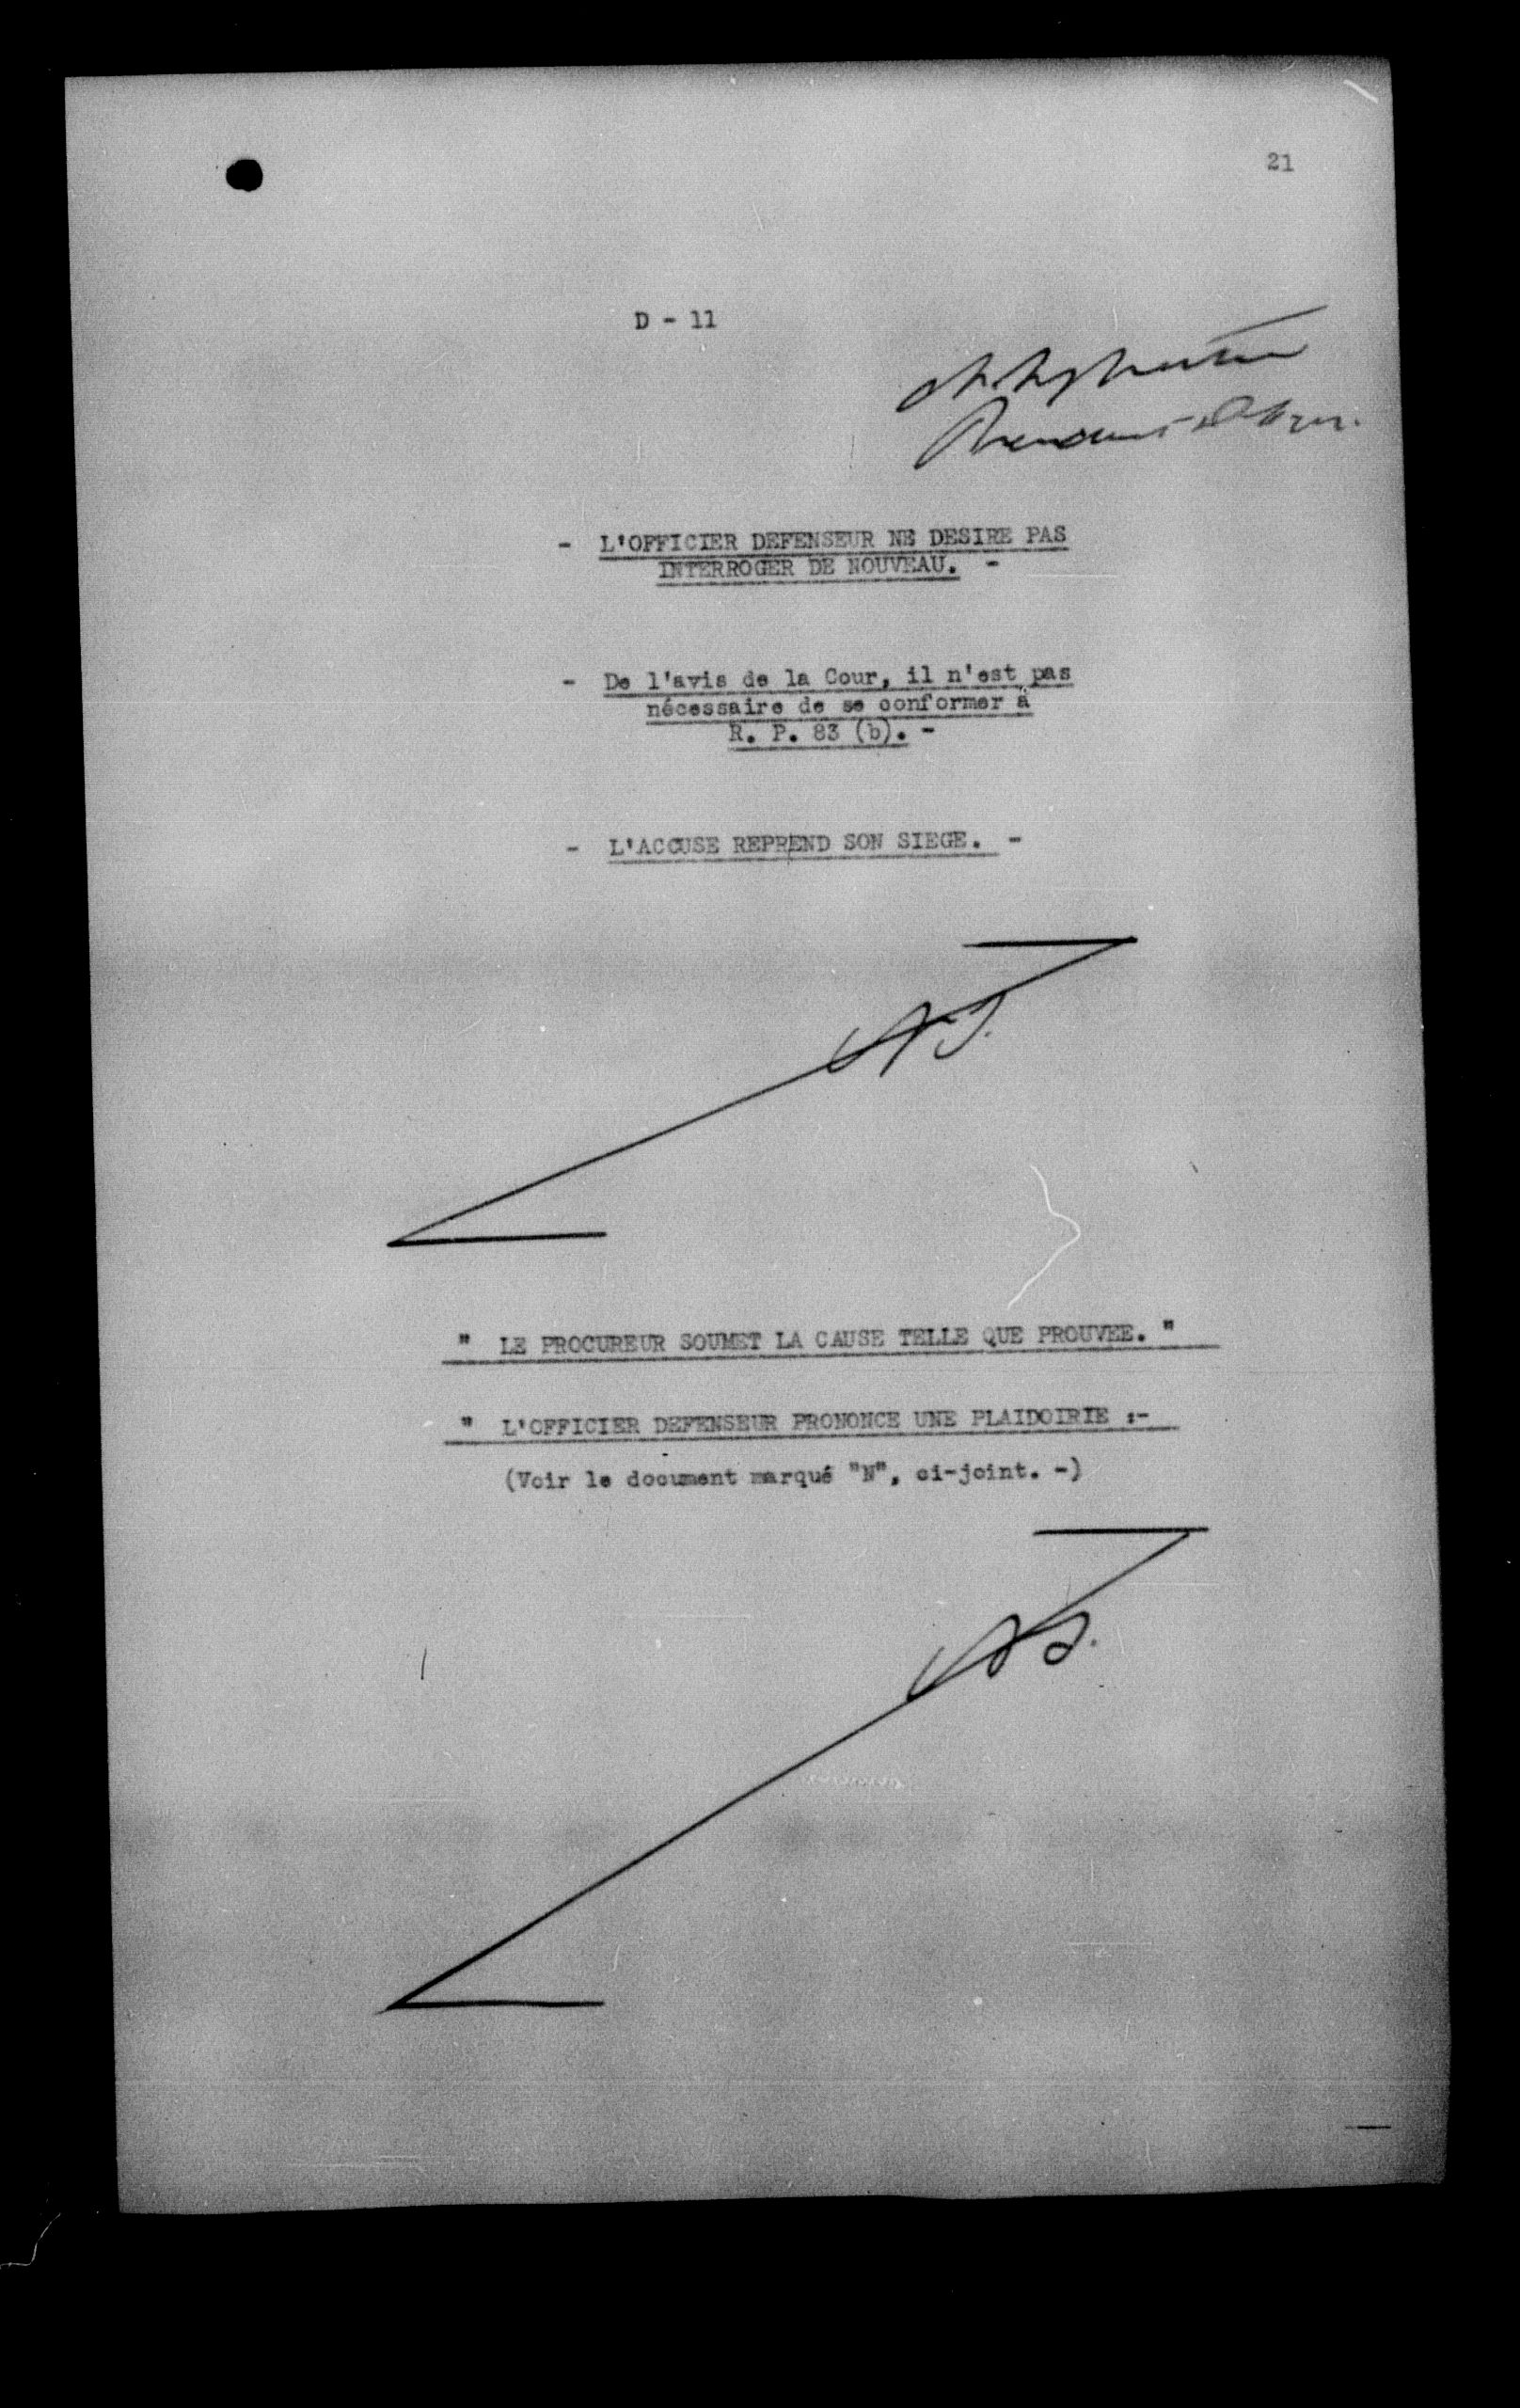 21
D - 11
- L'OFFICIER DEFENSEUR NE DESIRE PAS
INTERROGER DE NOUVEAU. -
- De l'avis de la Cour, il n'est pas
nécessaire de se conformer à
R. P. 83 (b). -
- L'ACCUSE REPREND SON SIEGE. -
" LE PROCUREUR SOUMET LA CAUSE TELLE QUE PROUVEE. "
" L'OFFICIER DEFENSEUR PRONONCE UNE PLAIDOIRIE :-
(Voir le document marqué "N", ci-joint. -)